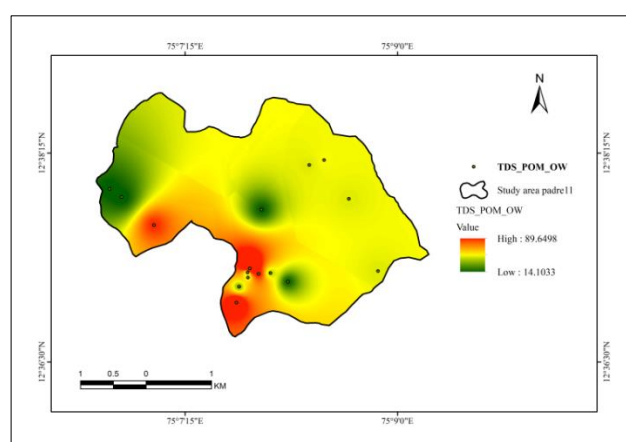 75°7'15"E
75°9'0"E
N
12°38'15"N
12°38'15"N
TDS_POM_OW
Study area padre11
TDS_POM_OW
Value
High : 89.6498
Low : 14.1033
12°36'30"N
12°36'30"N
1 0.5 0 1
KM
75°7'15"E
75°9'0"E